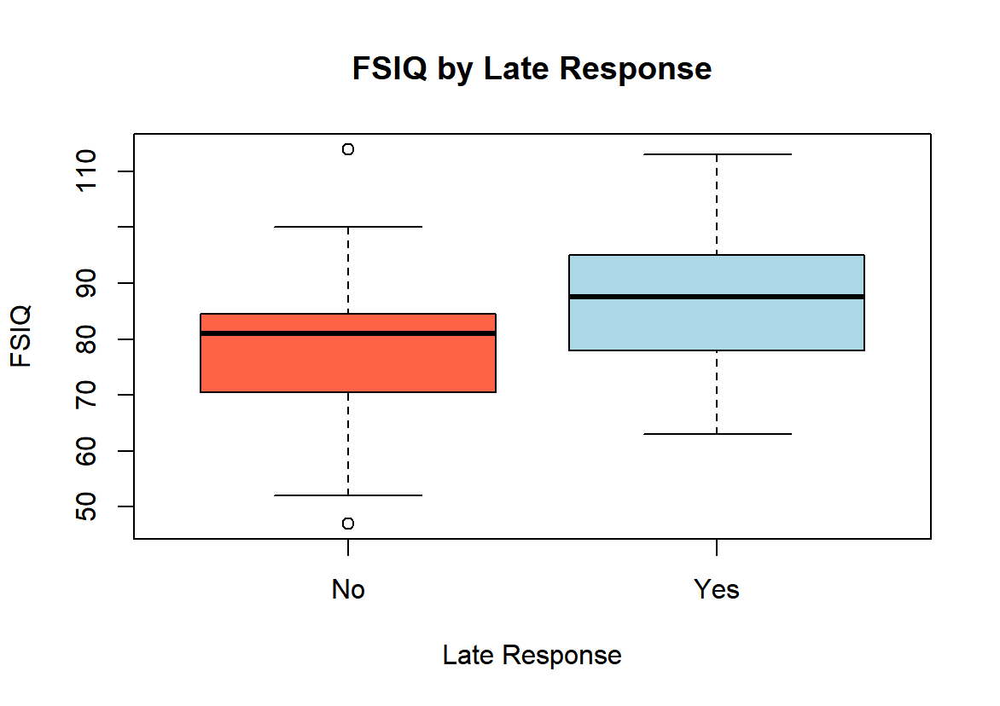 FSIQ by Late Response
FSIQ
110
90
80
70
60
50
No Yes
Late Response